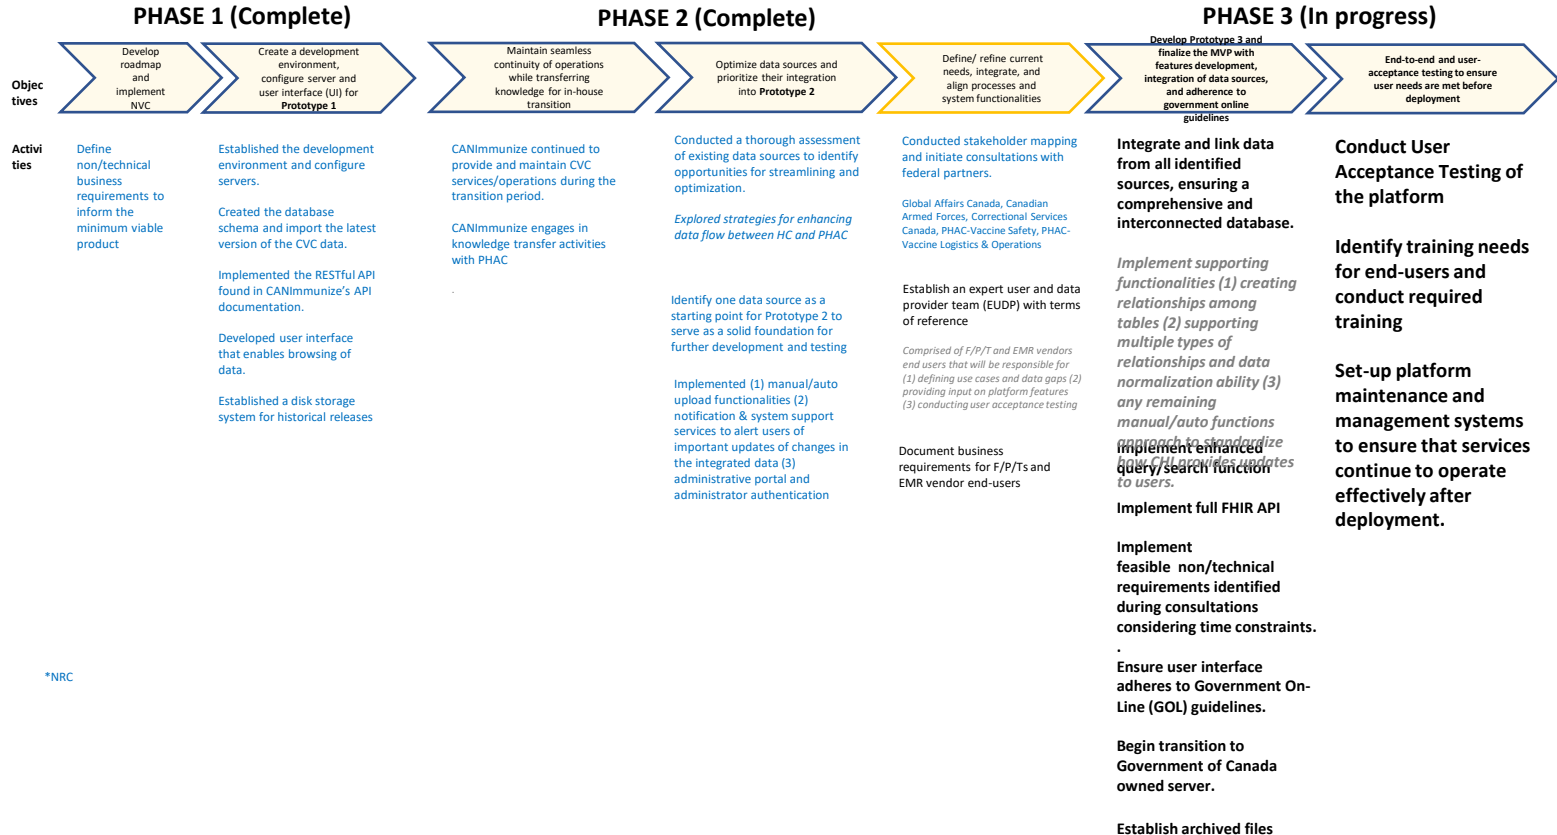 PHASE 1 (Complete)
PHASE 2 (Complete)
PHASE 3 (In progress)
Objec
tives
Develop
roadmap
and
implement
NVC
Create a development
environment,
configure server and
user interface (UI) for
Prototype 1
Maintain seamless
continuity of operations
while transferring
knowledge for in-house
transition
Optimize data sources and
prioritize their integration
into Prototype 2
Define/ refine current
needs, integrate, and
align processes and
system functionalities
Develop Prototype 3 and
finalize the MVP with
features development,
integration of data sources,
and adherence to
government online
guidelines
End-to-end and user-
acceptance testing to ensure
user needs are met before
deployment
Activi
ties
Define
non/technical
business
requirements to
inform the
minimum viable
product
Established the development
environment and configure
servers.
Created the database
schema and import the latest
version of the CVC data.
Implemented the RESTful API
found in CANImmunize's API
documentation.
Developed user interface
that enables browsing of
data.
Established a disk storage
system for historical releases
CANImmunize continued to
provide and maintain CVC
services/operations during the
transition period.
CANImmunize engages in
knowledge transfer activities
with PHAC
.
Conducted a thorough assessment
of existing data sources to identify
opportunities for streamlining and
optimization.
Explored strategies for enhancing
data flow between HC and PHAC
Identify one data source as a
starting point for Prototype 2 to
serve as a solid foundation for
further development and testing
Implemented (1) manual/auto
upload functionalities (2)
notification & system support
services to alert users of
important updates of changes in
the integrated data (3)
administrative portal and
administrator authentication
Conducted stakeholder mapping
and initiate consultations with
federal partners.
Global Affairs Canada, Canadian
Armed Forces, Correctional Services
Canada, PHAC-Vaccine Safety, PHAC-
Vaccine Logistics & Operations
Establish an expert user and data
provider team (EUDP) with terms
of reference
Comprised of F/P/T and EMR vendors
end users that will be responsible for
(1) defining use cases and data gaps (2)
providing input on platform features
(3) conducting user acceptance testing
Document business
requirements for F/P/Ts and
EMR vendor end-users
Integrate and link data
from all identified
sources, ensuring a
comprehensive and
interconnected database.
Implement supporting
functionalities (1) creating
relationships among
tables (2) supporting
multiple types of
relationships and data
normalization ability (3)
any remaining
manual/auto functions
approach to standardize
how CHI provides updates
to users.
Implement enhanced
query/search function
Implement full FHIR API
Implement
feasible non/technical
requirements identified
during consultations
considering time constraints.
.
Ensure user interface
adheres to Government On-
Line (GOL) guidelines.
Begin transition to
Government of Canada
owned server.
Establish archived files
Conduct User
Acceptance Testing of
the platform
Identify training needs
for end-users and
conduct required
training
Set-up platform
maintenance and
management systems
to ensure that services
continue to operate
effectively after
deployment.
*NRC